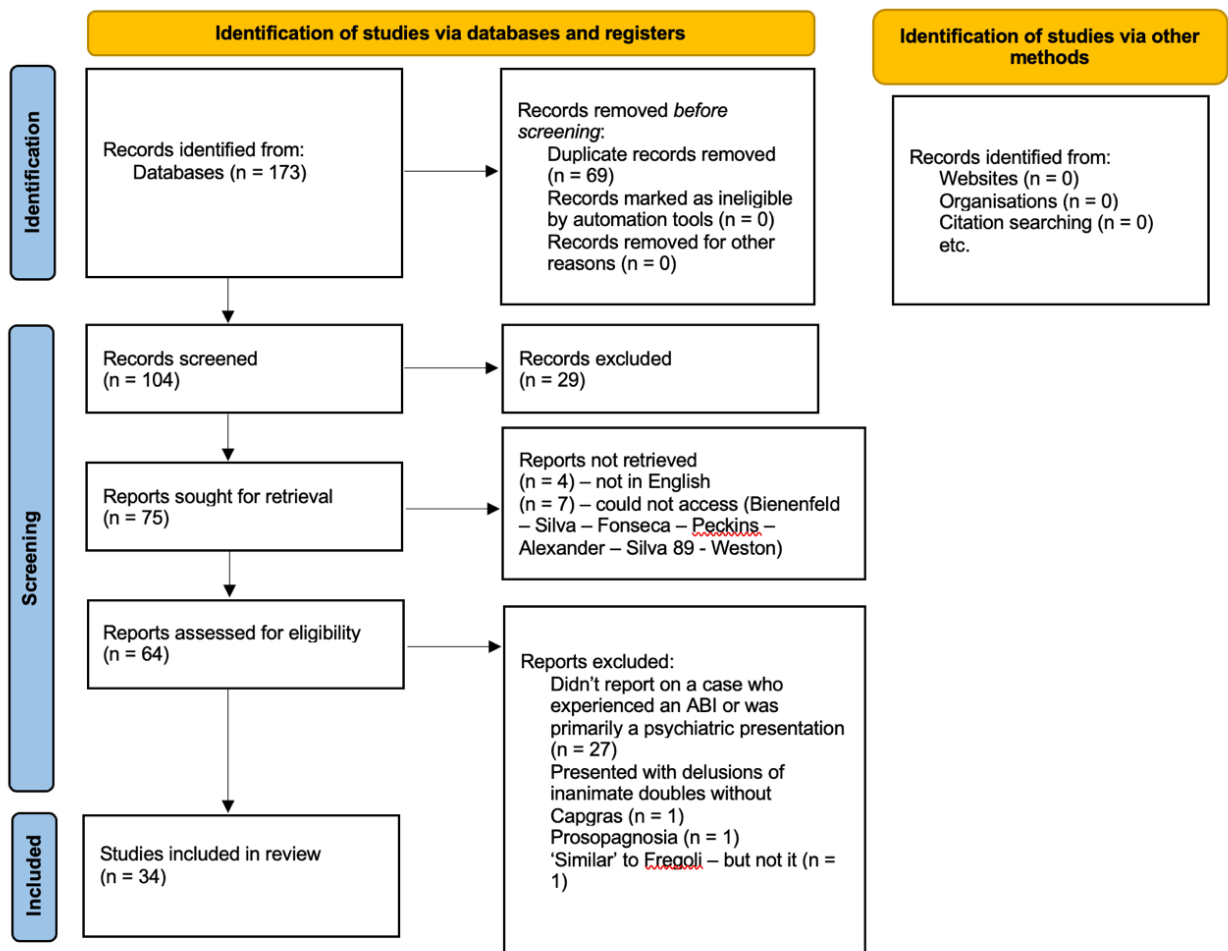 Identification of studies via databases and registers
Identification of studies via other
methods
Identification
Records identified from:
Databases (n = 173)
Records removed before
screening:
Duplicate records removed
(n = 69)
Records marked as ineligible
by automation tools (n = 0)
Records removed for other
reasons (n = 0)
Records identified from:
Websites (n = 0)
Organisations (n = 0)
Citation searching (n = 0)
etc.
Screening
Records screened
(n = 104)
Records excluded
(n = 29)
Reports sought for retrieval
(n = 75)
Reports not retrieved
(n = 4) – not in English
(n = 7) – could not access (Bienenfeld
– Silva – Fonseca – Peckins –
Alexander – Silva 89 - Weston)
Reports assessed for eligibility
(n = 64)
Reports excluded:
Didn’t report on a case who
experienced an ABI or was
primarily a psychiatric presentation
(n = 27)
Presented with delusions of
inanimate doubles without
Capgras (n = 1)
Prosopagnosia (n = 1)
‘Similar’ to Fregoli – but not it (n =
1)
Included
Studies included in review
(n = 34)